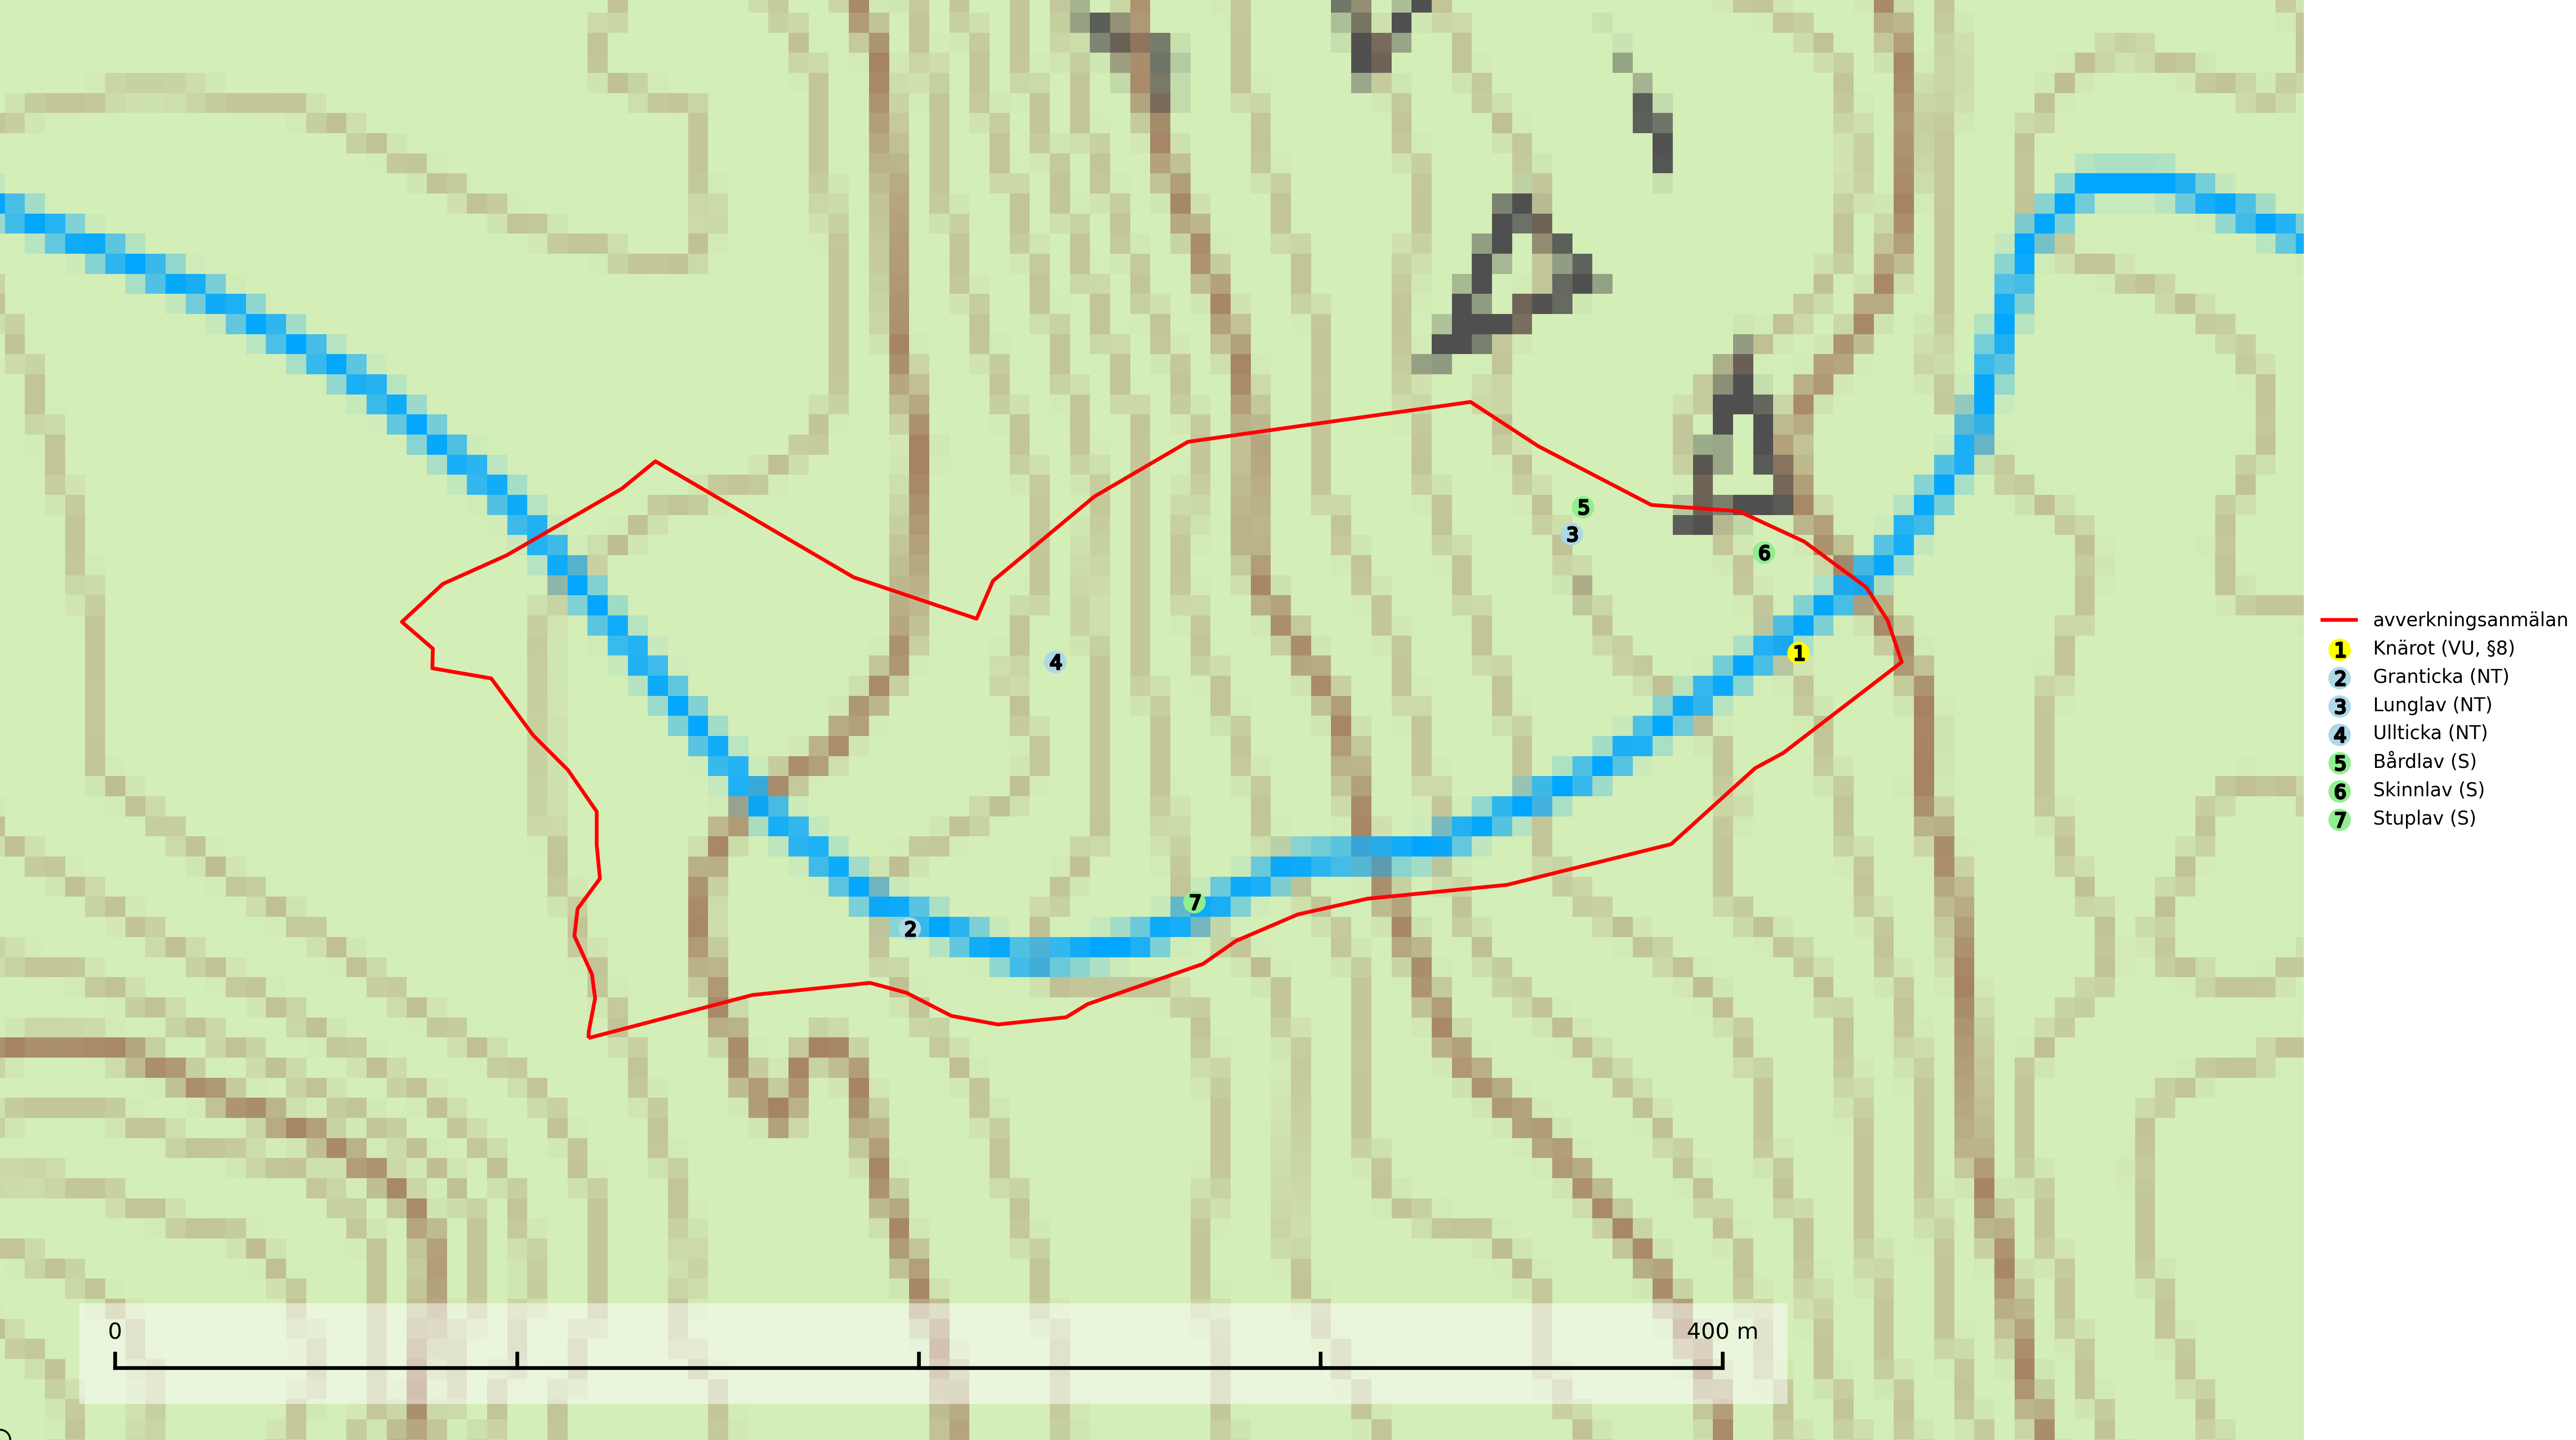 5
3
6
4
1
7
2
0
400 m
avverkningsanmälan
1 Knärot (VU, §8)
2 Granticka (NT)
3 Lunglav (NT)
4 Ullticka (NT)
5 Bårdlav (S)
6 Skinnlav (S)
7 Stuplav (S)